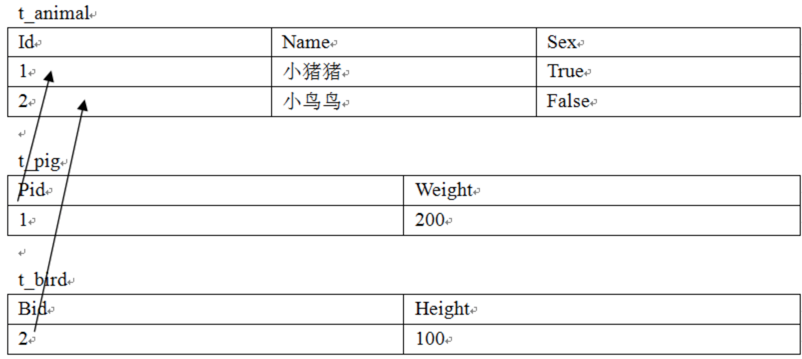 t_animal
Id Name Sex
1 小猪猪 True
2 小鸟鸟 False
t_pig
Pid Weight
1 200
t_bird
Bid Height
2 100